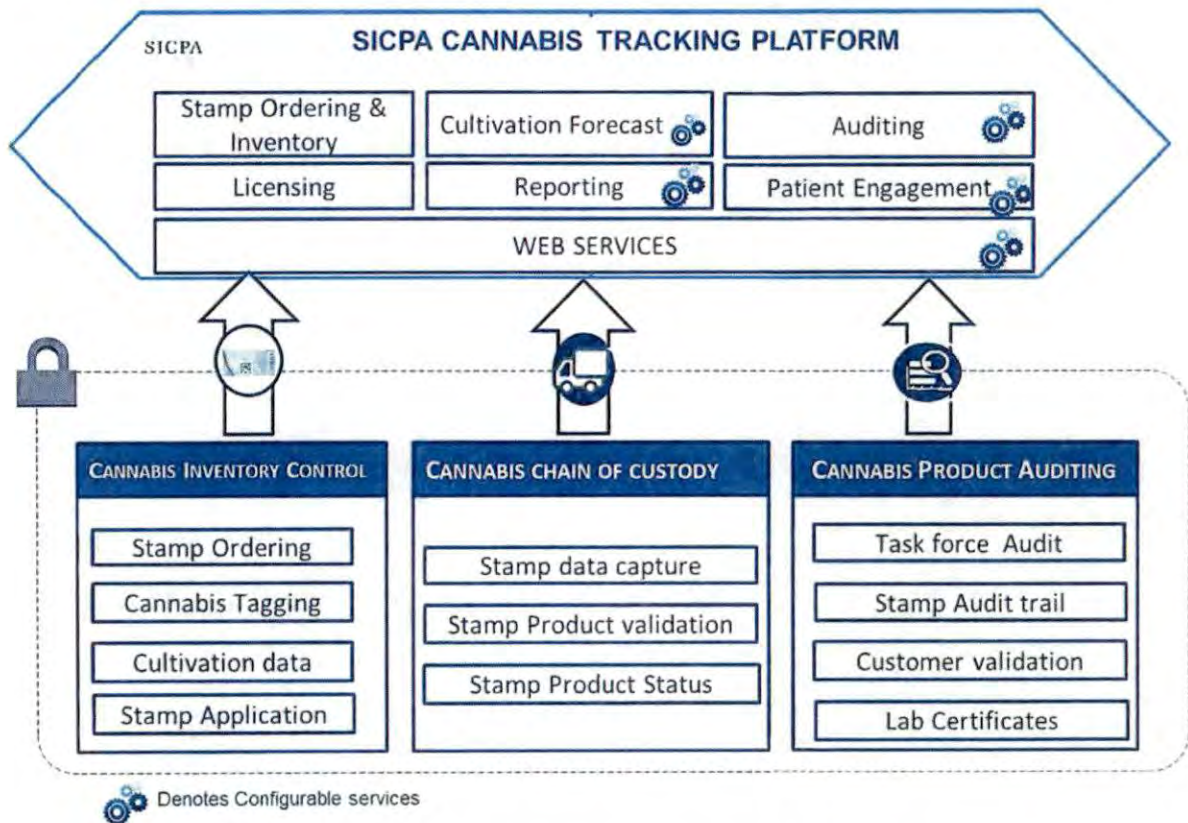 SICPA
SICPA CANNABIS TRACKING PLATFORM
Stamp Ordering &
Inventory
Cultivation Forecast
Auditing
Licensing
Reporting
Patient Engagement
WEB SERVICES
CANNABIS INVENTORY CONTROL
Stamp Ordering
Cannabis Tagging
Cultivation data
Stamp Application
CANNABIS CHAIN OF CUSTODY
Stamp data capture
Stamp Product validation
Stamp Product Status
CANNABIS PRODUCT AUDITING
Task force Audit
Stamp Audit trail
Customer validation
Lab Certificates
Denotes Configurable services